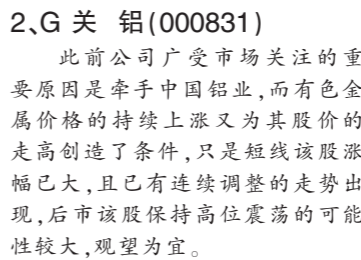 2、G 关 铝(000831)
此前公司广受市场关注的重
要原因是牵手中国铝业,而有色金
属价格的持续上涨又为其股价的
走高创造了条件,只是短线该股涨
幅已大,且已有连续调整的走势出
现,后市该股保持高位震荡的可能
性较大,观望为宜。